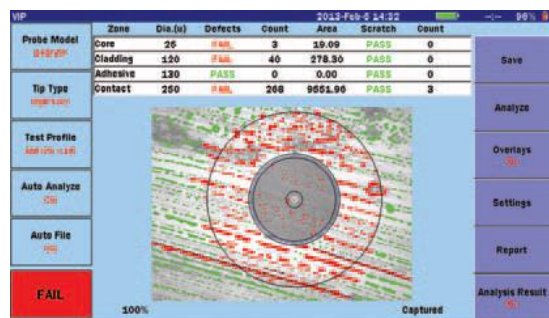 VIP 2013-Feb-5 14:32 96%
Probe Model
Tip Type
Test Profile
Auto Analyze
Auto File
FAIL
Zone Dia.(u) Defects Count Area Scratch Count
Core 25 FAIL 3 19.09 PASS 0
Cladding 120 FAIL 40 278.30 PASS 0
Adhesive 130 PASS 0 0.00 PASS 0
Contact 250 FAIL 268 9551.96 PASS 3
100% Captured
Save
Analyze
Overlays
Settings
Report
Analysis Result